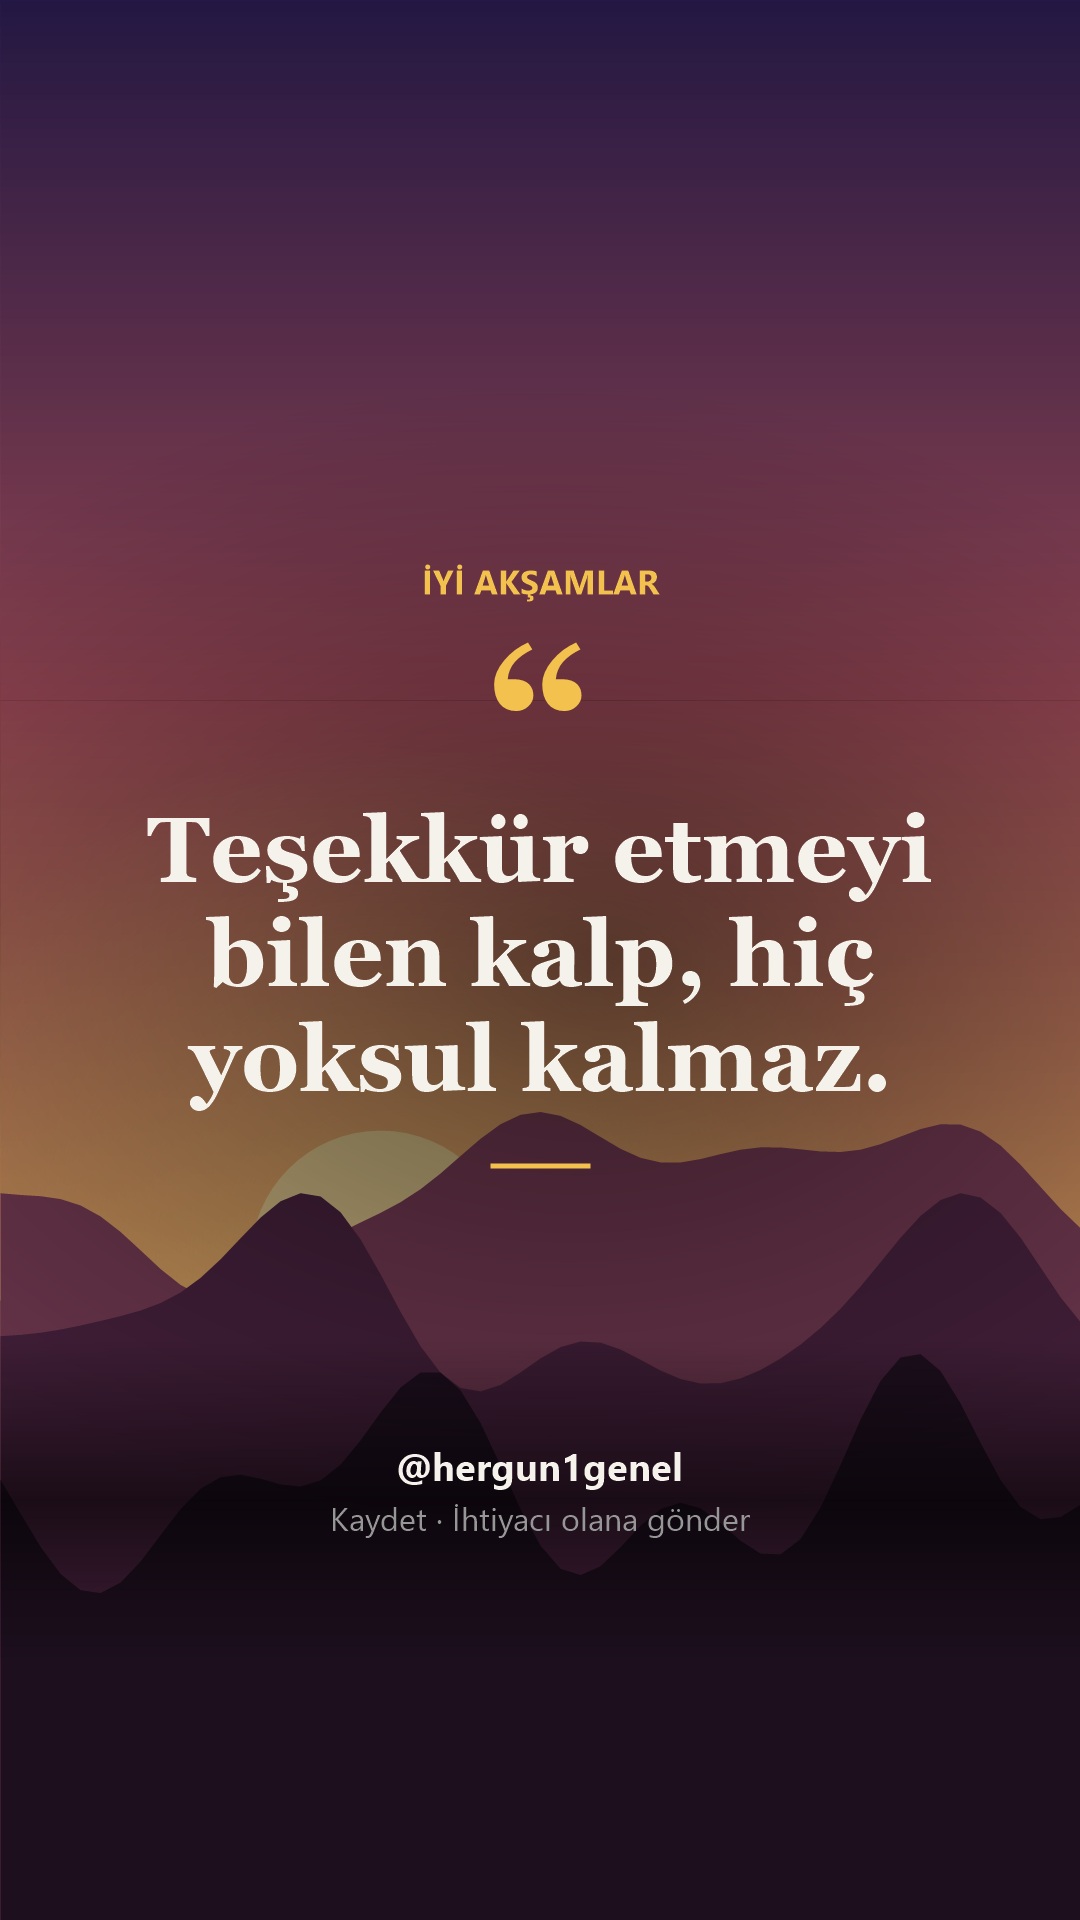 İYİ AKŞAMLAR
“
Teşekkür etmeyi
bilen kalp, hiç
yoksul kalmaz.
@hergun1genel
Kaydet · İhtiyacı olana gönder